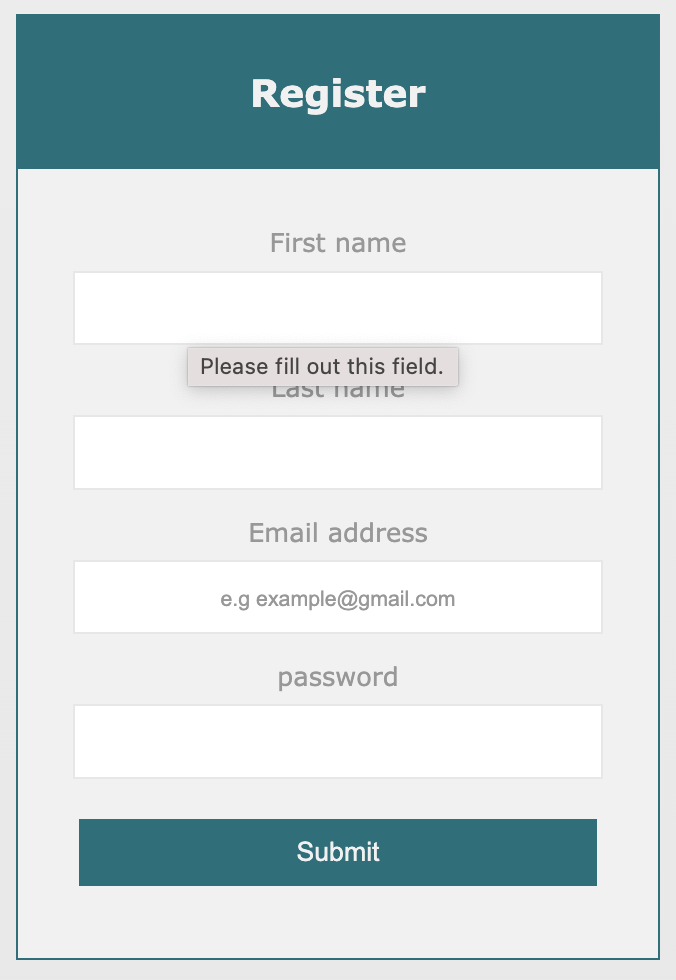 Register
First name
Please fill out this field.
Last name
Email address
e.g example@gmail.com
password
Submit